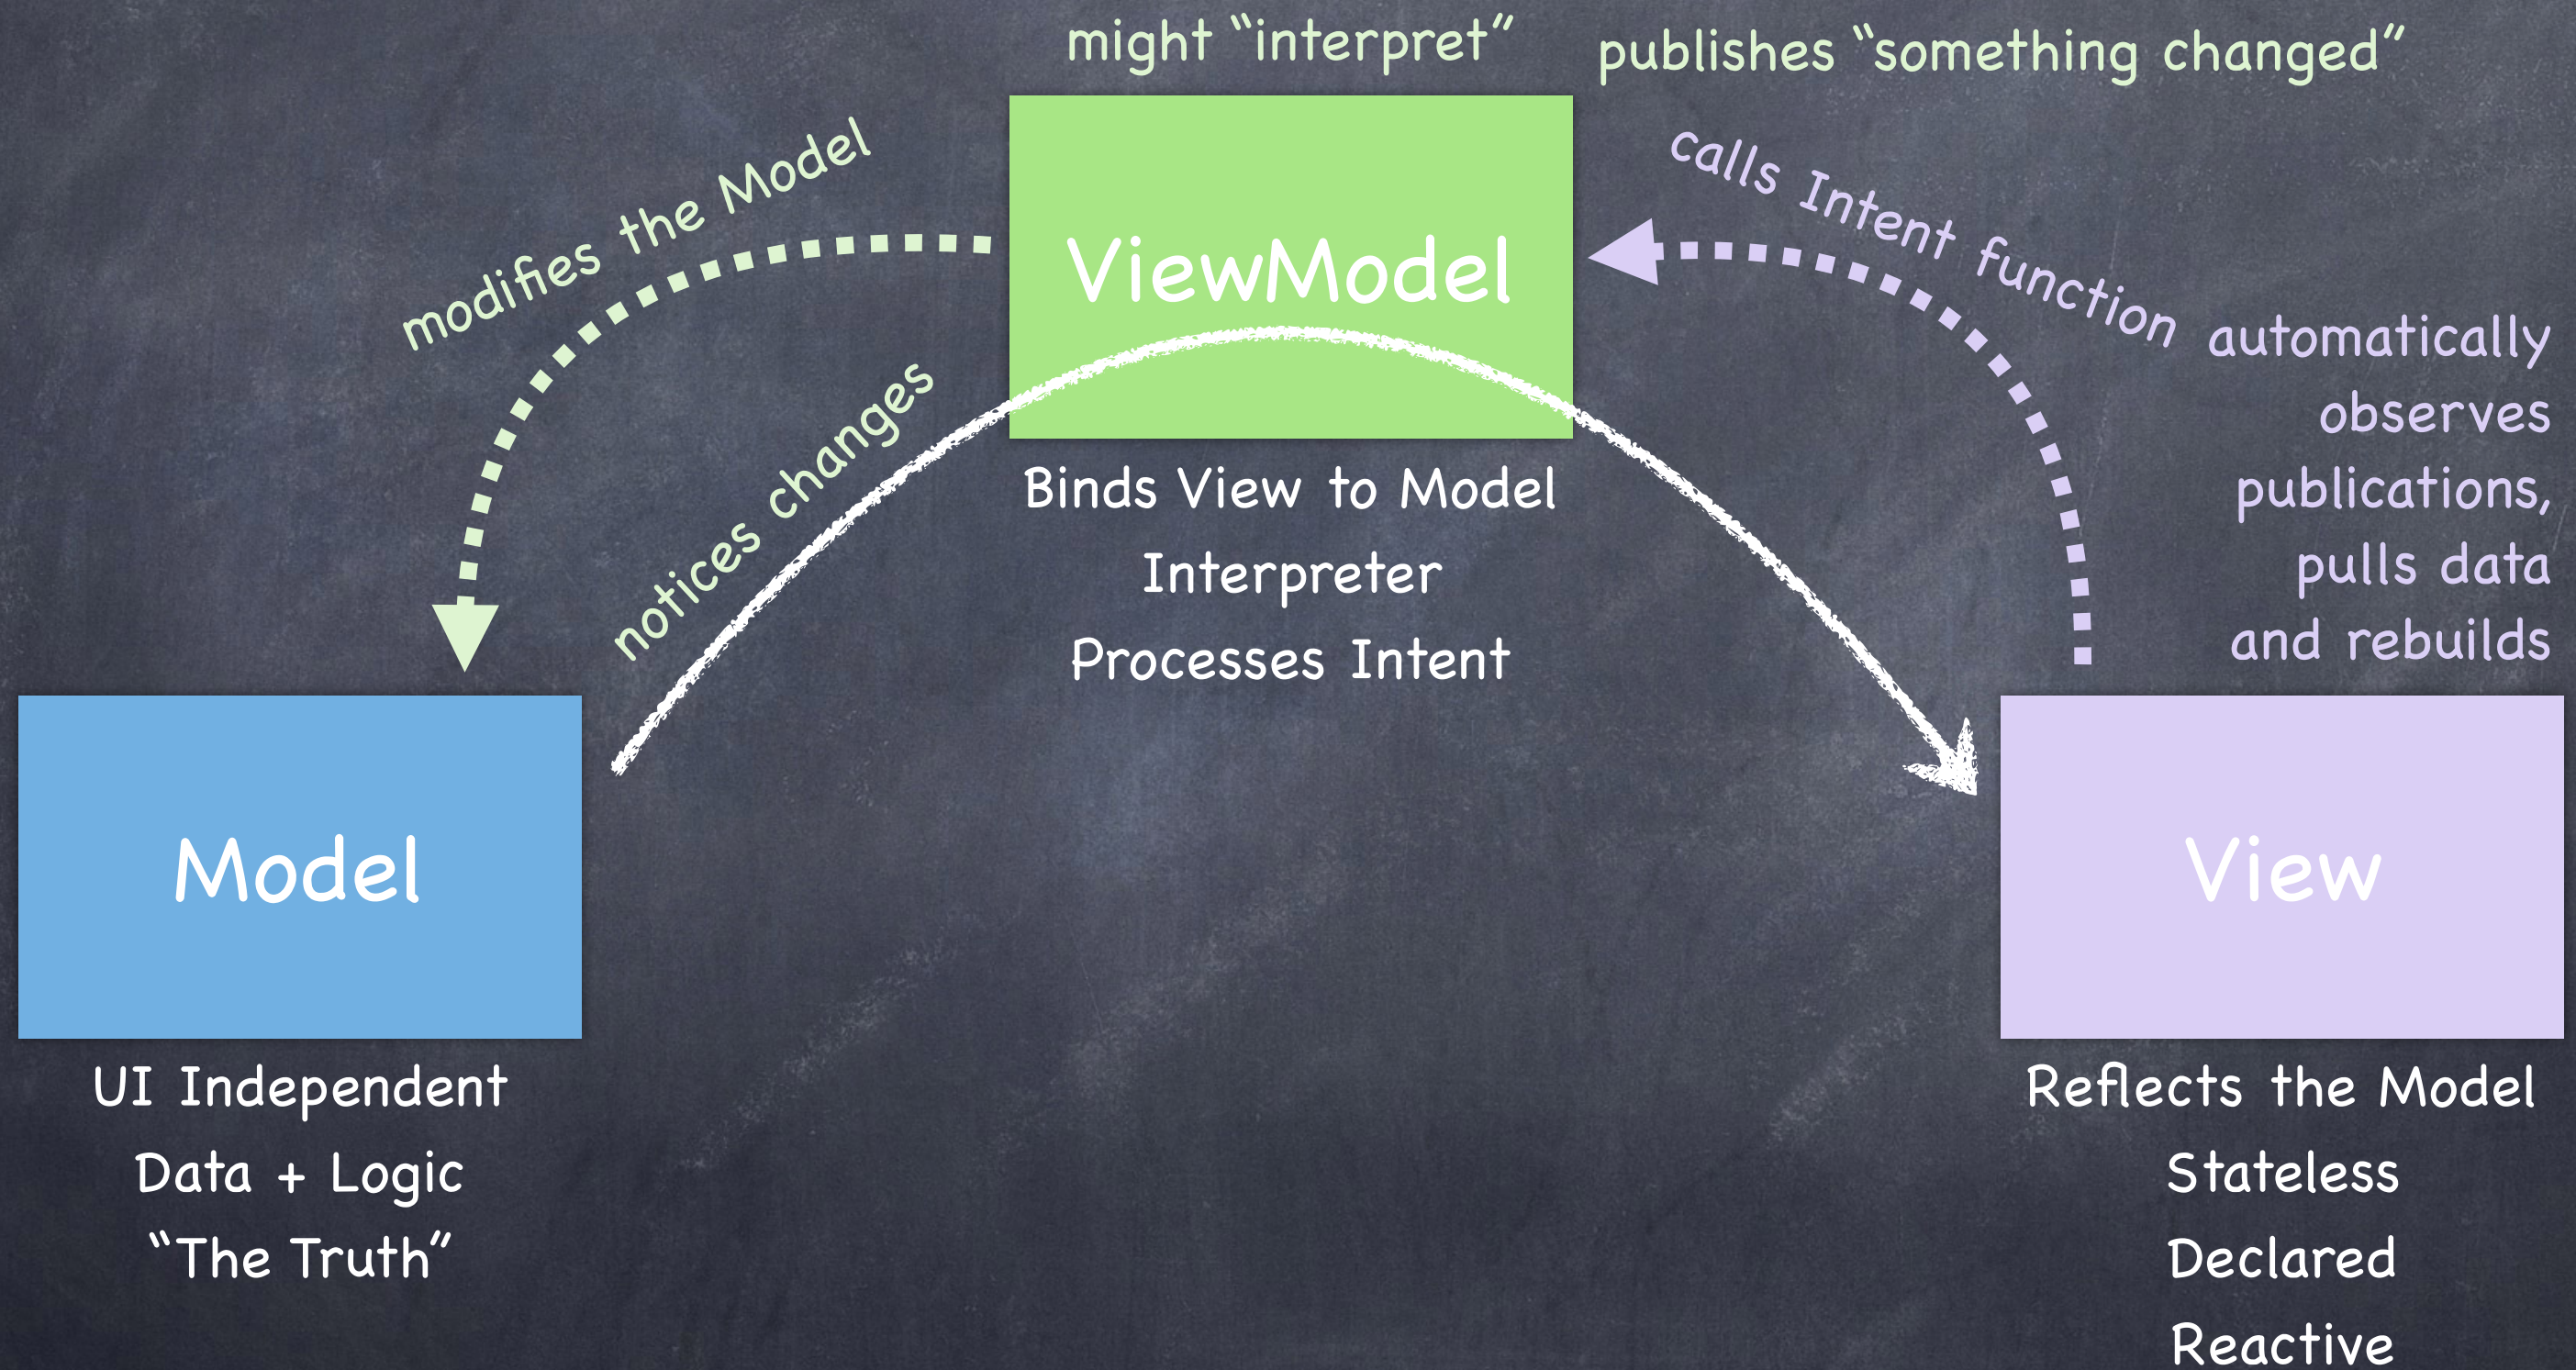 might “interpret”
publishes “something changed”
modifies the Model
ViewModel
calls Intent function
notices changes
automatically
observes
publications,
pulls data
and rebuilds
Binds View to Model
Interpreter
Processes Intent
Model
UI Independent
Data + Logic
“The Truth”
View
Reflects the Model
Stateless
Declared
Reactive